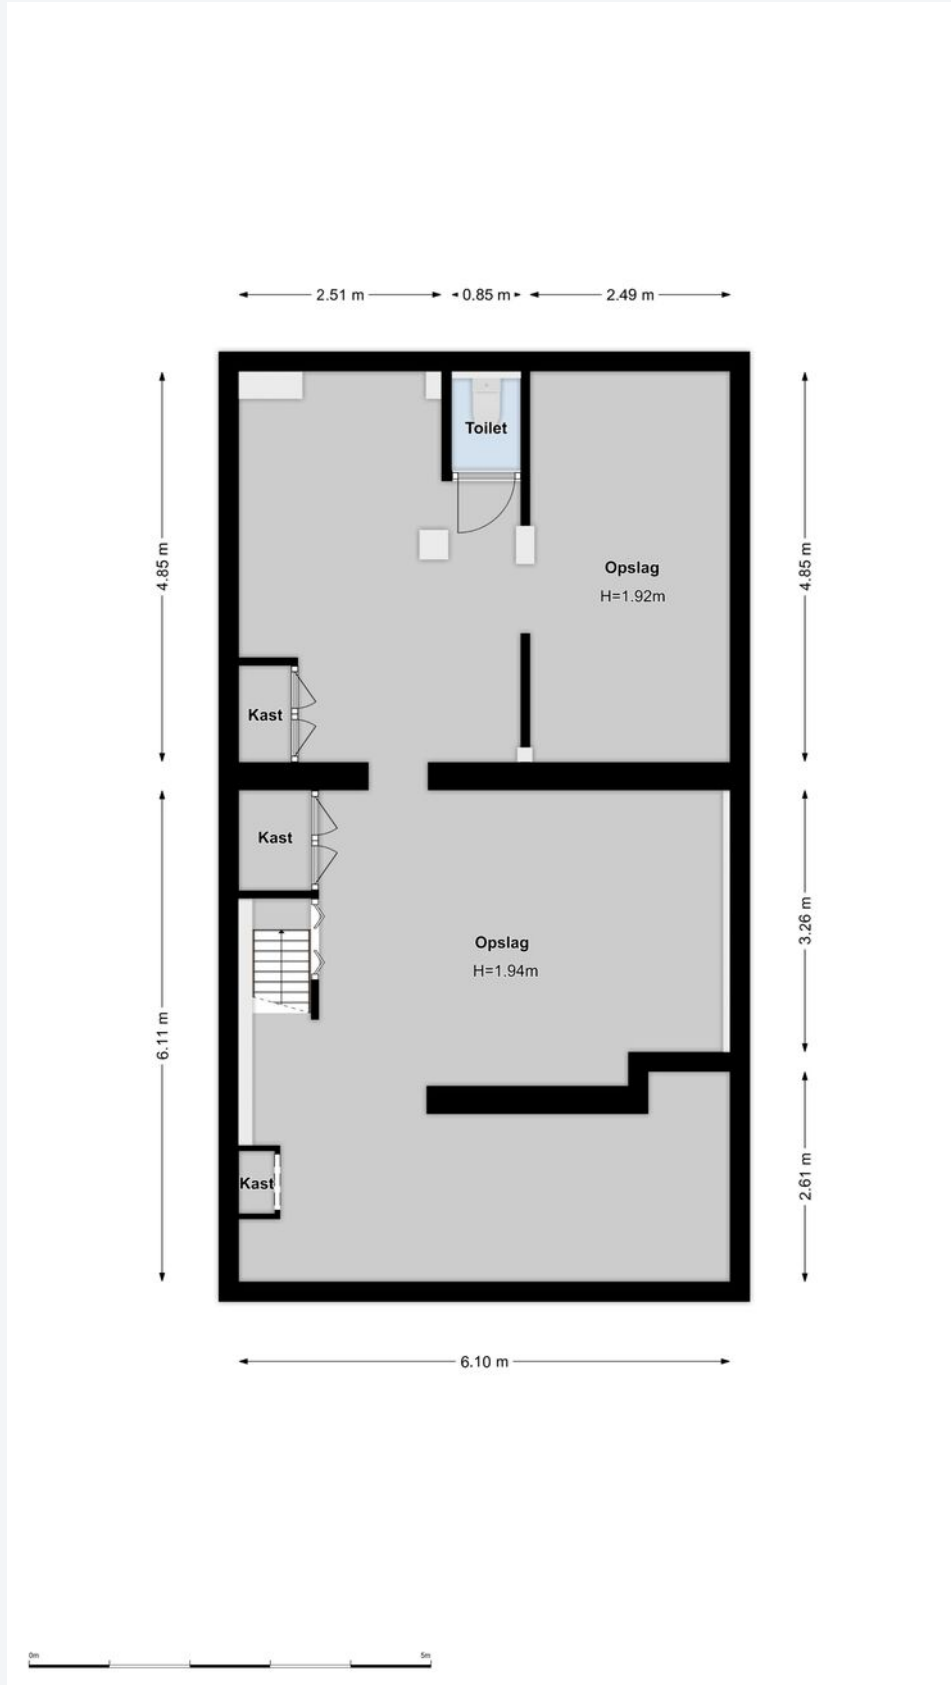 2.51 m
0.85 m
2.49 m
Toilet
4.85 m
4.85 m
Opslag
H=1.92m
Kast
Kast
3.26 m
Opslag
H=1.94m
6.11 m
2.61 m
Kast
6.10 m
0m
5m